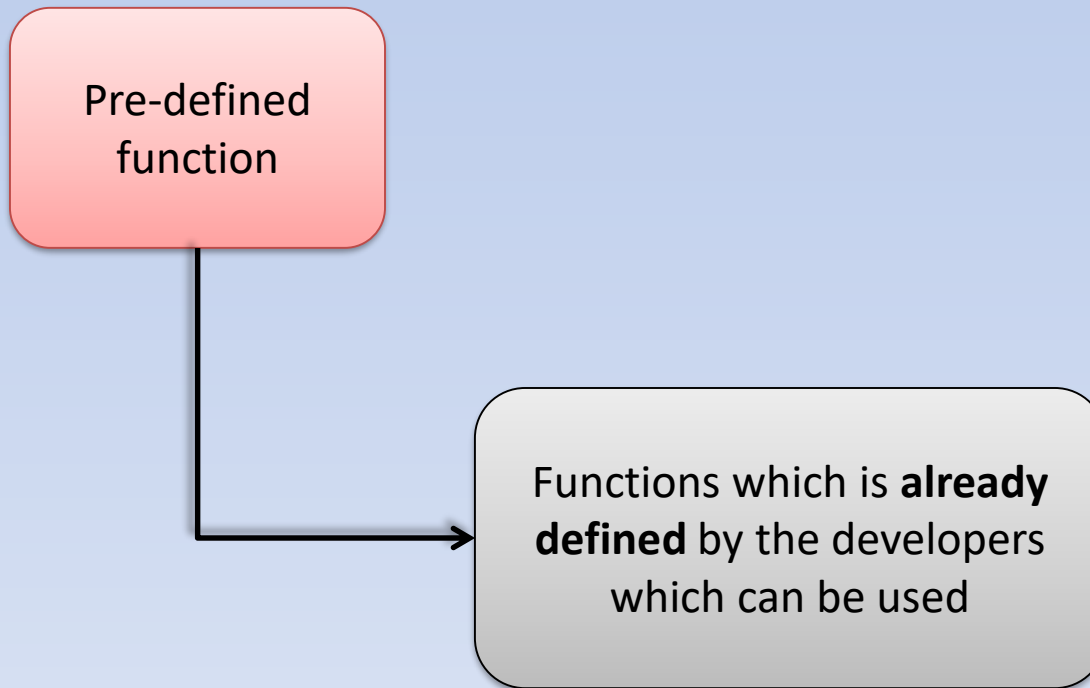 Pre-defined
function
Functions which is already
defined by the developers
which can be used